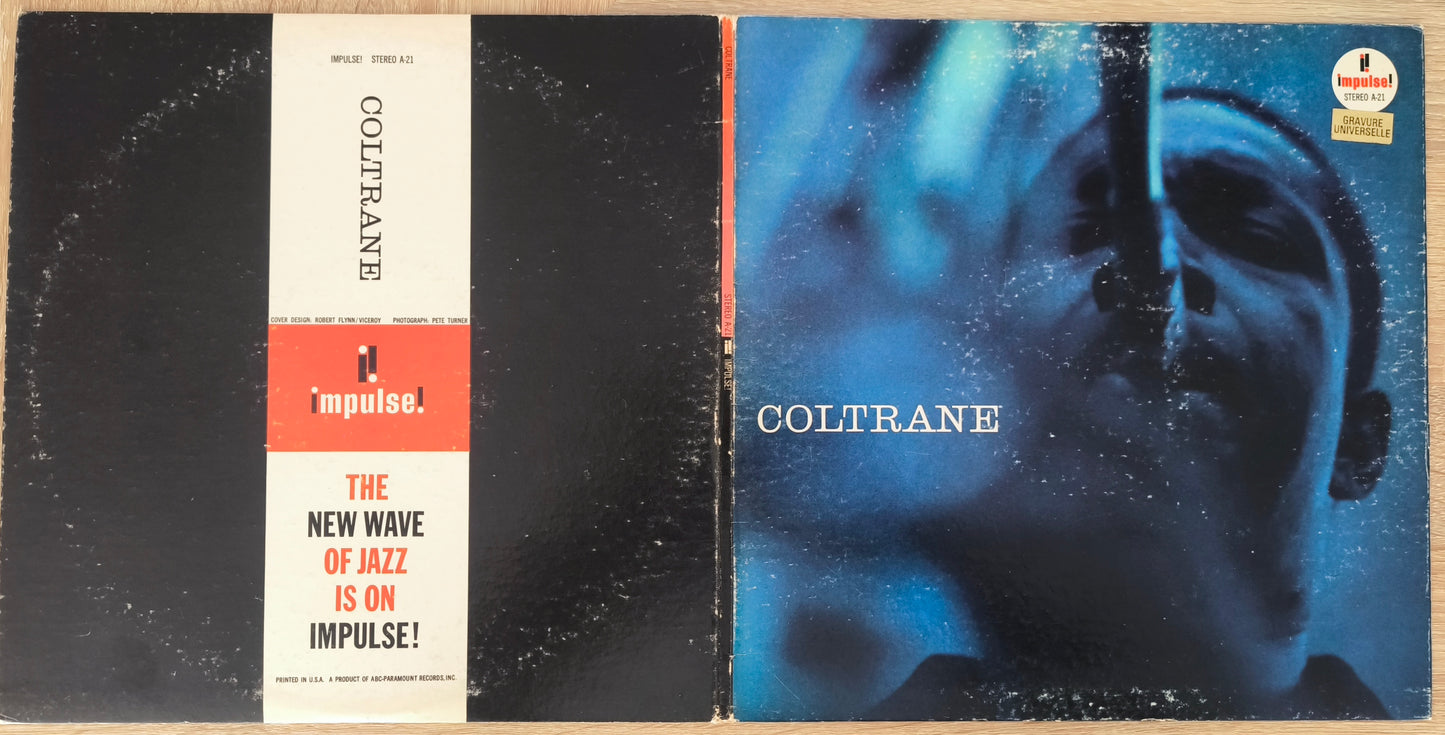 IMPULSE! STEREO A-21
COLTRANE
COVER DESIGN: ROBERT FLYNN/VICEROY PHOTOGRAPH: PETE TURNER
impulse!
THE
NEW WAVE
OF JAZZ
IS ON
IMPULSE!
PRINTED IN U.S.A. A PRODUCT OF ABC-PARAMOUNT RECORDS, INC.
COLTRANE
STEREO A-21
IMPULSE!
COLTRANE
impulse!
STEREO A-21
GRAVURE
UNIVERSELLE